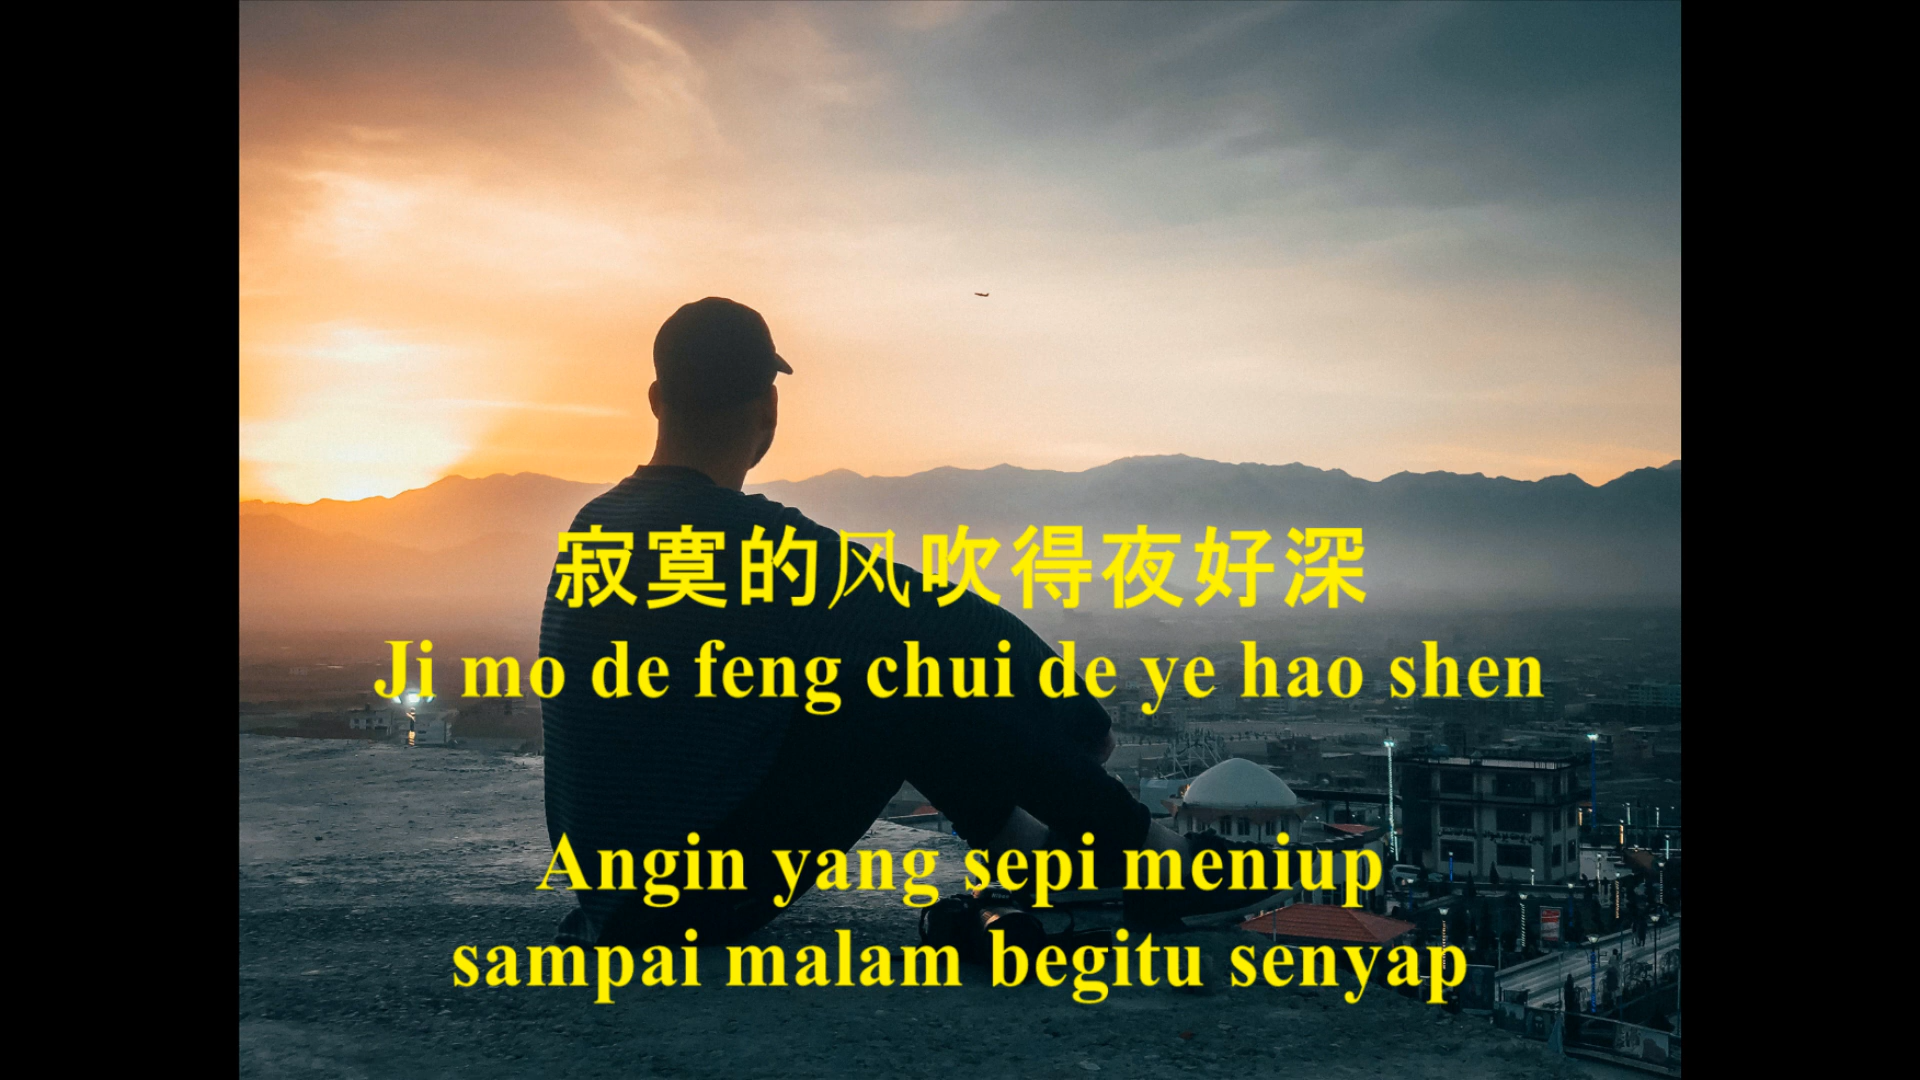 寂寞的风吹得夜好深
Ji mo de feng chui de ye hao shen
Angin yang sepi meniup
sampai malam begitu senyap